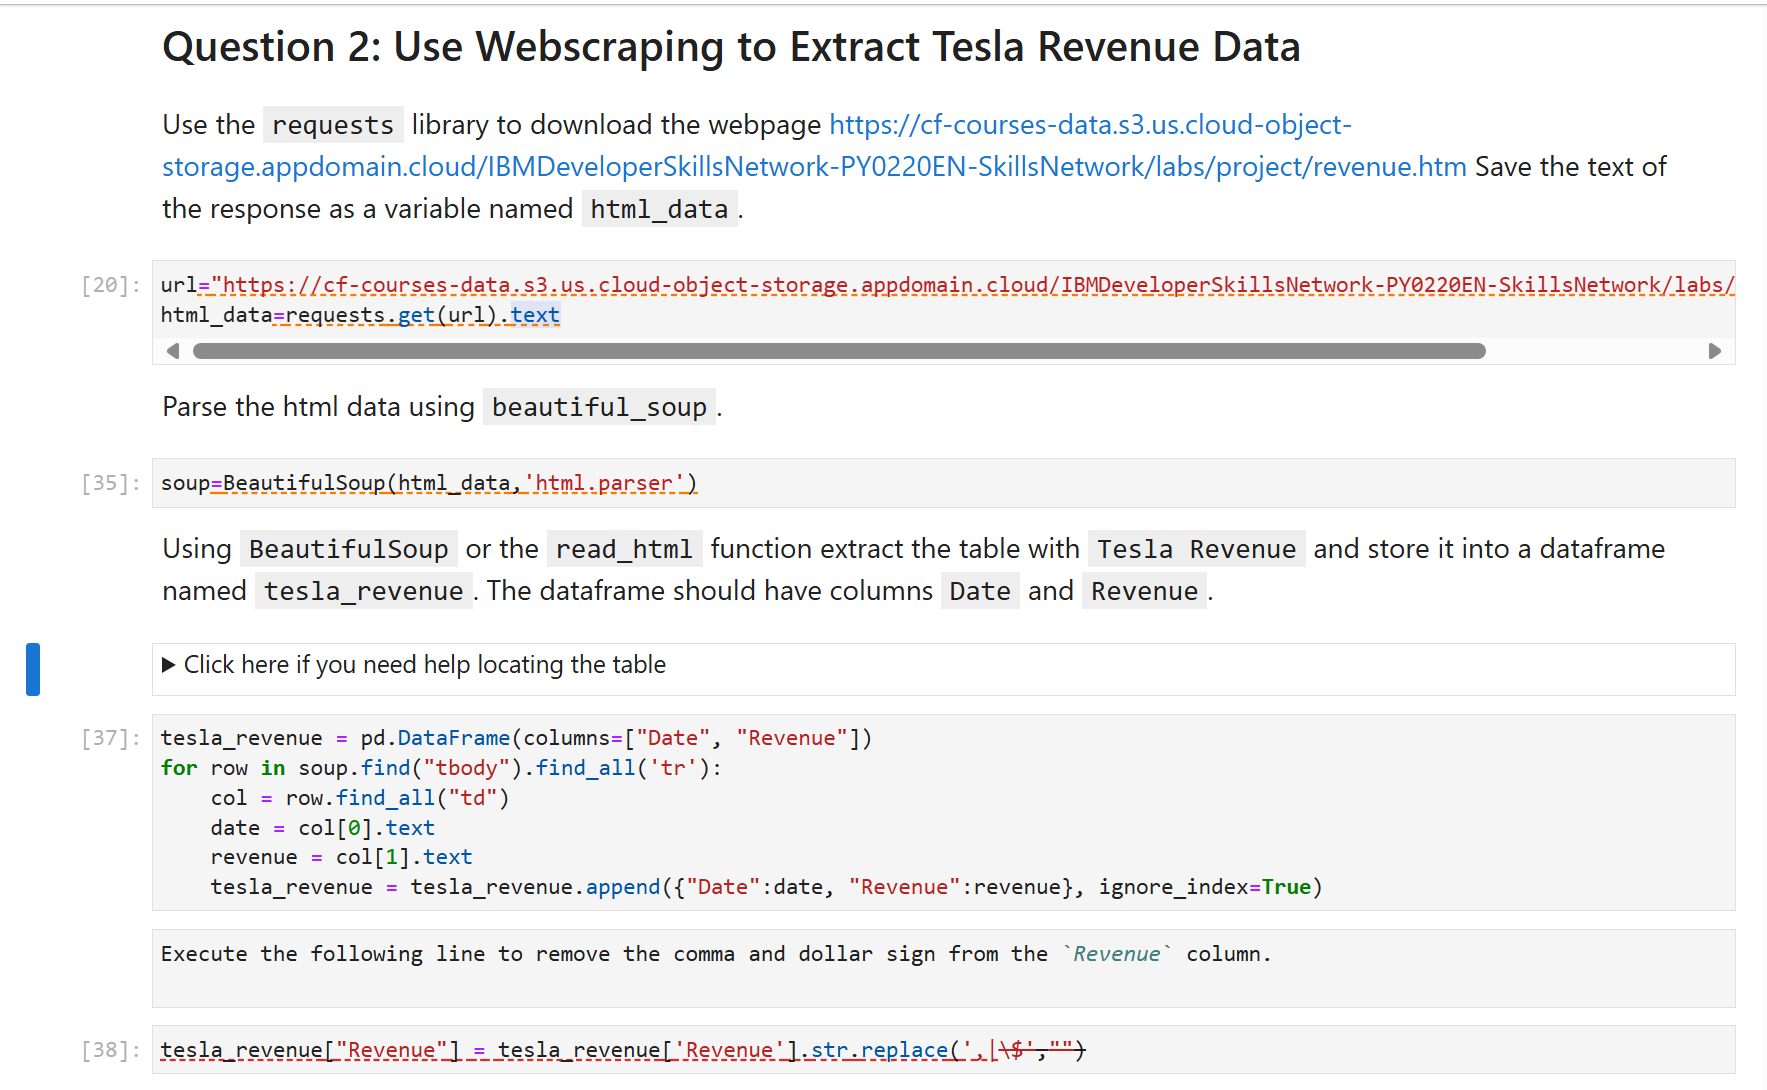 Question 2: Use Webscraping to Extract Tesla Revenue Data
Use the requests library to download the webpage https://cf-courses-data.s3.us.cloud-object-
storage.appdomain.cloud/IBMDeveloperSkillsNetwork-PY0220EN-SkillsNetwork/labs/project/revenue.htm Save the text of
the response as a variable named html_data.
[20]: url="https://cf-courses-data.s3.us.cloud-object-storage.appdomain.cloud/IBMDeveloperSkillsNetwork-PY0220EN-SkillsNetwork/labs/
html_data=requests.get(url).text
Parse the html data using beautiful_soup.
[35]: soup=BeautifulSoup(html_data,'html.parser')
Using BeautifulSoup or the read_html function extract the table with Tesla Revenue and store it into a dataframe
named tesla_revenue. The dataframe should have columns Date and Revenue.
▶ Click here if you need help locating the table
[37]: tesla_revenue = pd.DataFrame(columns=["Date", "Revenue"])
for row in soup.find("tbody").find_all('tr'):
    col = row.find_all("td")
    date = col[0].text
    revenue = col[1].text
    tesla_revenue = tesla_revenue.append({"Date":date, "Revenue":revenue}, ignore_index=True)
Execute the following line to remove the comma and dollar sign from the `Revenue` column.
[38]: tesla_revenue["Revenue"] = tesla_revenue['Revenue'].str.replace(',|\$',"")